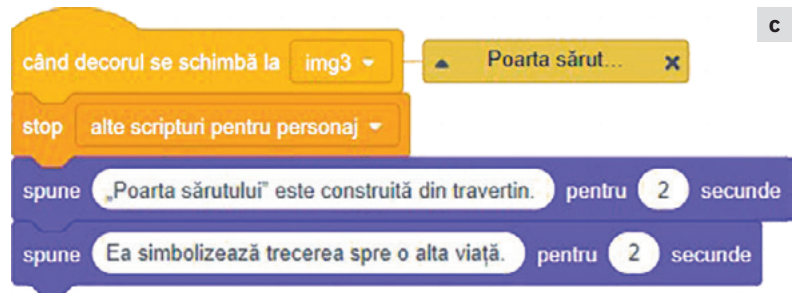 c
când decorul se schimbă la img3 Poarta sărut...
stop alte scripturi pentru personaj
spune „Poarta sărutului” este construită din travertin. pentru 2 secunde
spune Ea simbolizează trecerea spre o alta viață. pentru 2 secunde